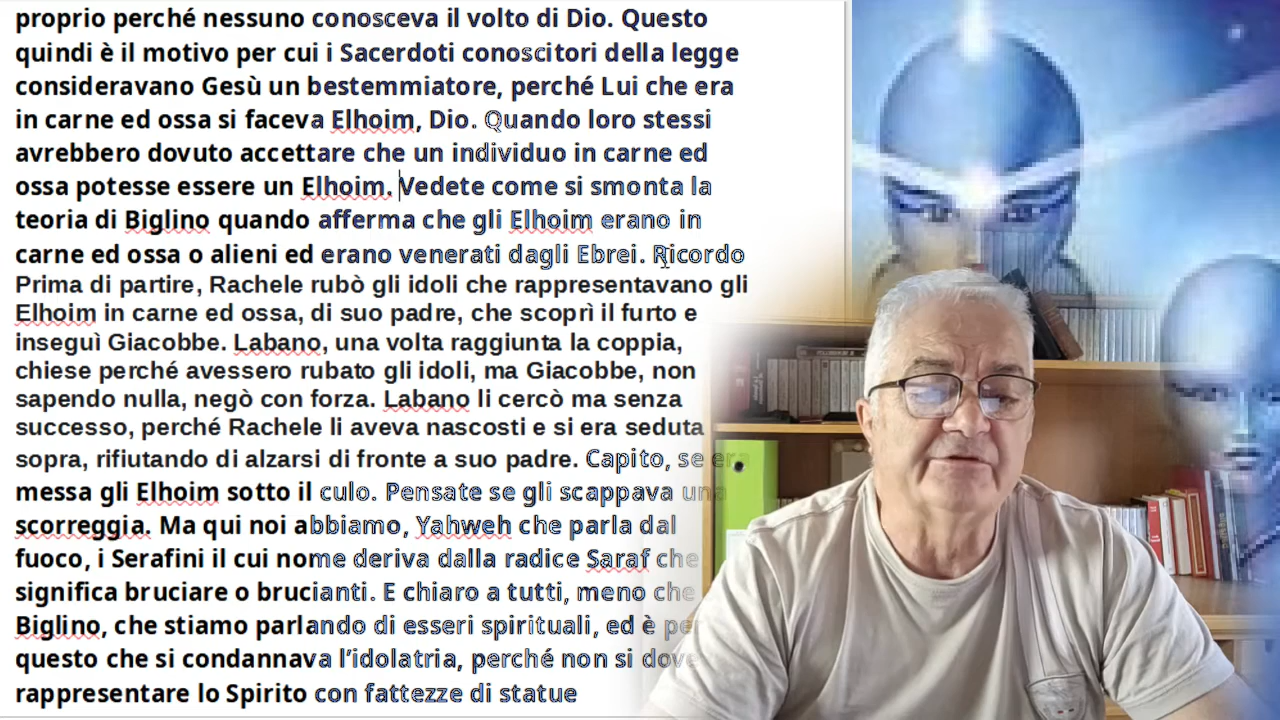 proprio perché nessuno conosceva il volto di Dio. Questo
quindi è il motivo per cui i Sacerdoti conoscitori della legge
consideravano Gesù un bestemmiatore, perché Lui che era
in carne ed ossa si faceva Elhoim, Dio. Quando loro stessi
avrebbero dovuto accettare che un individuo in carne ed
ossa potesse essere un Elhoim. Vedete come si smonta la
teoria di Biglino quando afferma che gli Elhoim erano in
carne ed ossa o alieni ed erano venerati dagli Ebrei. Ricordo
Prima di partire, Rachele rubò gli idoli che rappresentavano gli
Elhoim in carne ed ossa, di suo padre, che scoprì il furto e
inseguì Giacobbe. Labano, una volta raggiunta la coppia,
chiese perché avessero rubato gli idoli, ma Giacobbe, non
sapendo nulla, negò con forza. Labano li cercò ma senza
successo, perché Rachele li aveva nascosti e si era seduta
sopra, rifiutando di alzarsi di fronte a suo padre. Capito, se era
messa gli Elhoim sotto il culo. Pensate se gli scappava una
scorreggia. Ma qui noi abbiamo, Yahweh che parla dal
fuoco, i Serafini il cui nome deriva dalla radice Saraf che
significa bruciare o brucianti. E chiaro a tutti, meno che
Biglino, che stiamo parlando di esseri spirituali, ed è per
questo che si condannava l'idolatria, perché non si dove
rappresentare lo Spirito con fattezze di statue